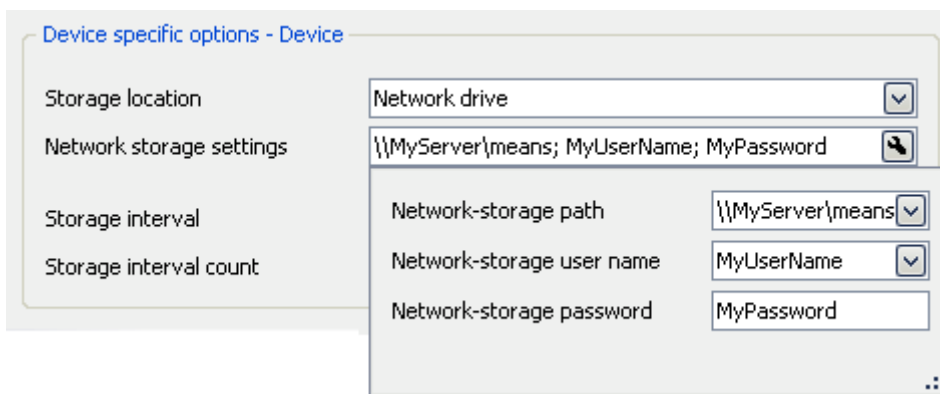 Device specific options - Device
Storage location Network drive
Network storage settings \\MyServer\means; MyUserName; MyPassword
Network-storage path \\MyServer\means
Storage interval
Network-storage user name MyUserName
Storage interval count
Network-storage password MyPassword